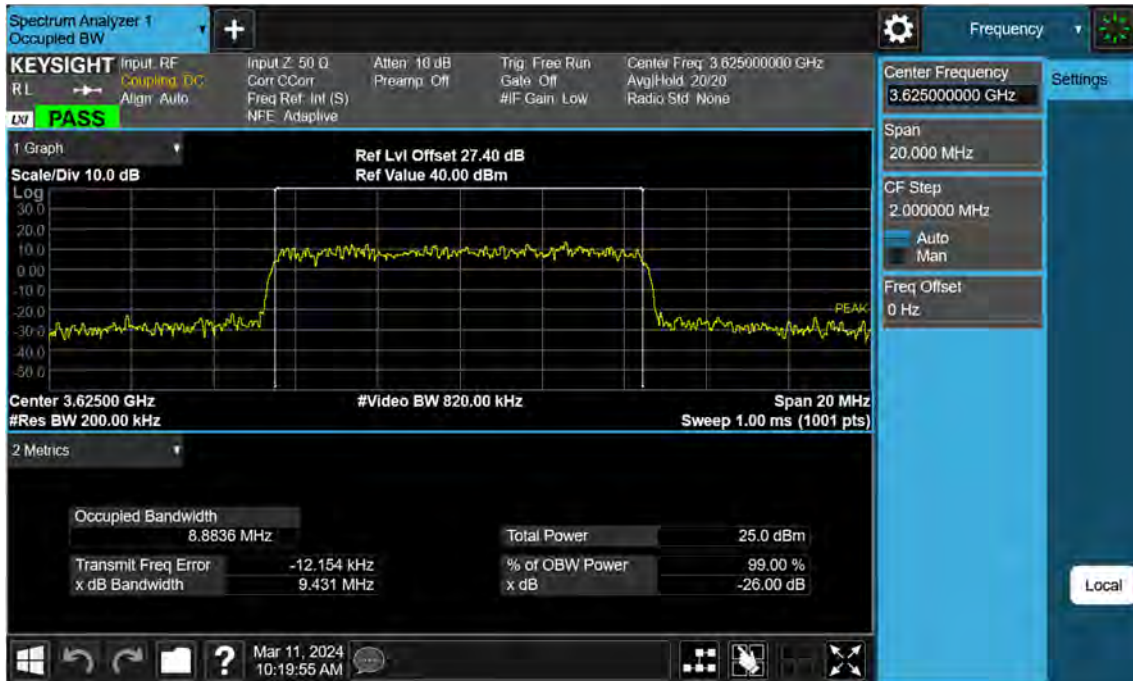 Spectrum Analyzer 1
Occupied BW
+
Frequency
KEYSIGHT Input: RF Input Z: 50 Ω Atten: 10 dB Trig: Free Run Center Freq: 3.625000000 GHz
RL Coupling: DC Corr CCorr Preamp: Off Gate: Off Avg|Hold: 20/20
Align: Auto Freq Ref: Int (S) #IF Gain: Low Radio Std: None
LXI PASS NFE: Adaptive
1 Graph
Ref Lvl Offset 27.40 dB
Scale/Div 10.0 dB Ref Value 40.00 dBm
Log
30.0
20.0
10.0
0.00
-10.0
-20.0
-30.0
-40.0
-50.0
PEAK
Center 3.62500 GHz #Video BW 820.00 kHz Span 20 MHz
#Res BW 200.00 kHz Sweep 1.00 ms (1001 pts)
2 Metrics
Occupied Bandwidth
8.8836 MHz Total Power 25.0 dBm
Transmit Freq Error -12.154 kHz % of OBW Power 99.00 %
x dB Bandwidth 9.431 MHz x dB -26.00 dB
Center Frequency
3.625000000 GHz
Settings
Span
20.000 MHz
CF Step
2.000000 MHz
Auto
Man
Freq Offset
0 Hz
Local
? Mar 11, 2024
10:19:55 AM